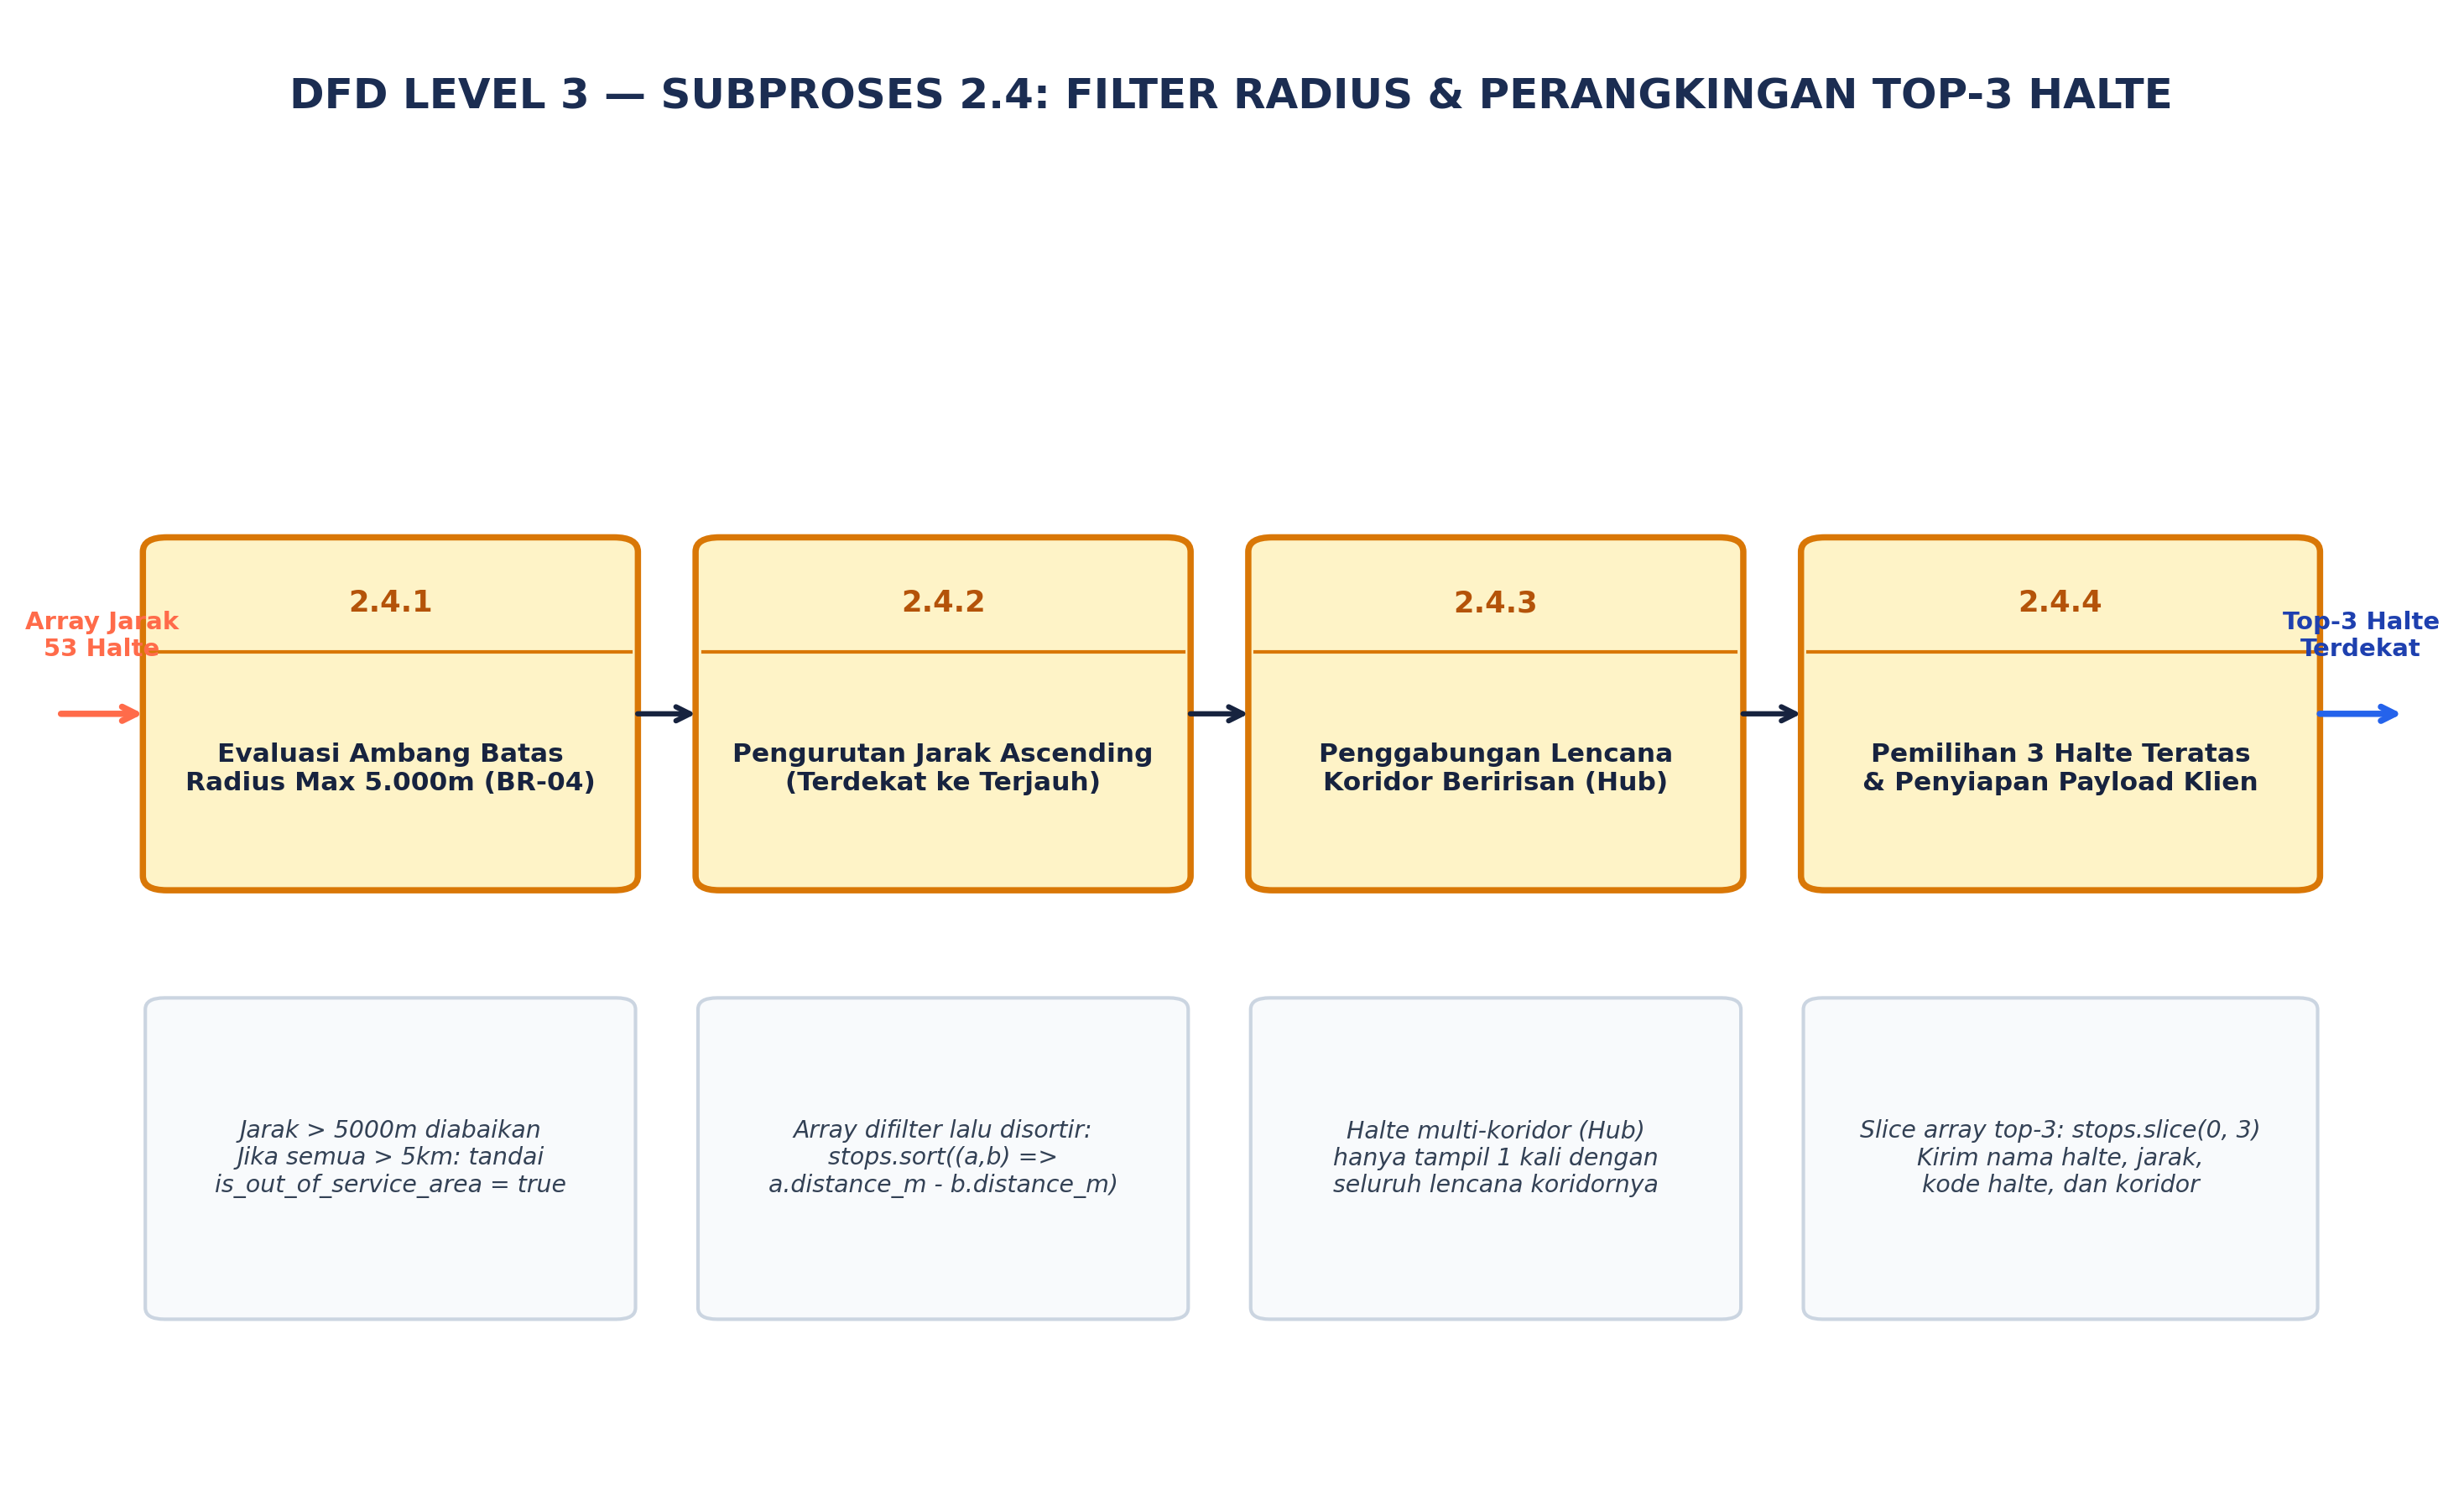 DFD LEVEL 3 — SUBPROSES 2.4: FILTER RADIUS & PERANGKINGAN TOP-3 HALTE
Array Jarak
53 Halte
2.4.1
Evaluasi Ambang Batas
Radius Max 5.000m (BR-04)
2.4.2
Pengurutan Jarak Ascending
(Terdekat ke Terjauh)
2.4.3
Penggabungan Lencana
Koridor Beririsan (Hub)
2.4.4
Pemilihan 3 Halte Teratas
& Penyiapan Payload Klien
Top-3 Halte
Terdekat
Jarak > 5000m diabaikan
Jika semua > 5km: tandai
is_out_of_service_area = true
Array difilter lalu disortir:
stops.sort((a,b) =>
a.distance_m - b.distance_m)
Halte multi-koridor (Hub)
hanya tampil 1 kali dengan
seluruh lencana koridornya
Slice array top-3: stops.slice(0, 3)
Kirim nama halte, jarak,
kode halte, dan koridor